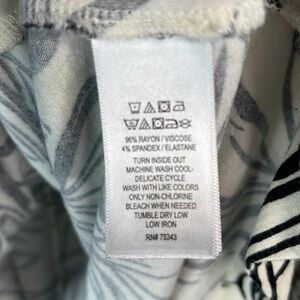 96% RAYON / VISCOSE
4% SPANDEX / ELASTANE
TURN INSIDE OUT
MACHINE WASH COOL-
DELICATE CYCLE
WASH WITH LIKE COLORS
ONLY NON-CHLORINE
BLEACH WHEN NEEDED
TUMBLE DRY LOW
LOW IRON
RN# 75343